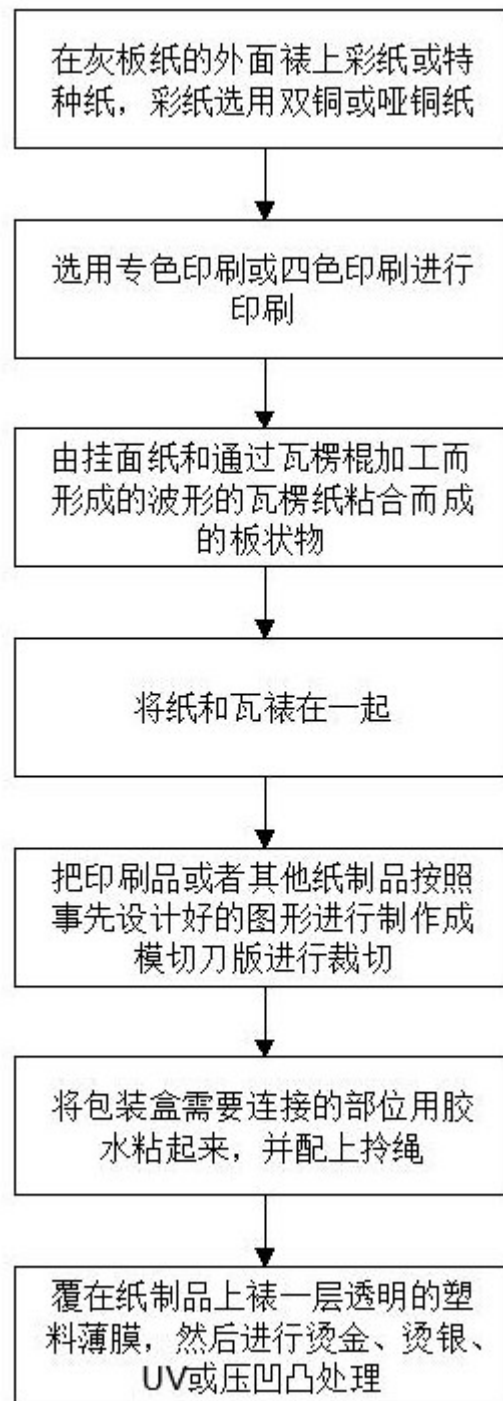 在灰板纸的外面裱上彩纸或特
种纸，彩纸选用双铜或哑铜纸
选用专色印刷或四色印刷进行
印刷
由挂面纸和通过瓦楞棍加工而
形成的波形的瓦楞纸粘合而成
的板状物
将纸和瓦裱在一起
把印刷品或者其他纸制品按照
事先设计好的图形进行制作成
模切刀版进行裁切
将包装盒需要连接的部位用胶
水粘起来，并配上拎绳
覆在纸制品上裱一层透明的塑
料薄膜，然后进行烫金、烫银、
UV或压凹凸处理